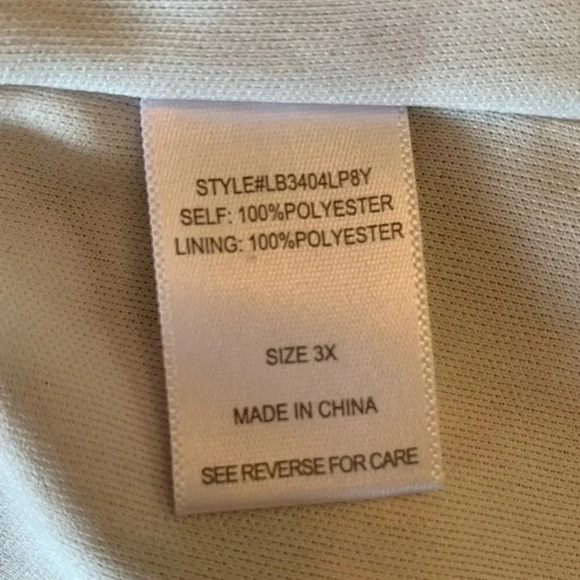 STYLE#LB3404LP8Y
SELF: 100%POLYESTER
LINING: 100%POLYESTER
SIZE 3X
MADE IN CHINA
SEE REVERSE FOR CARE